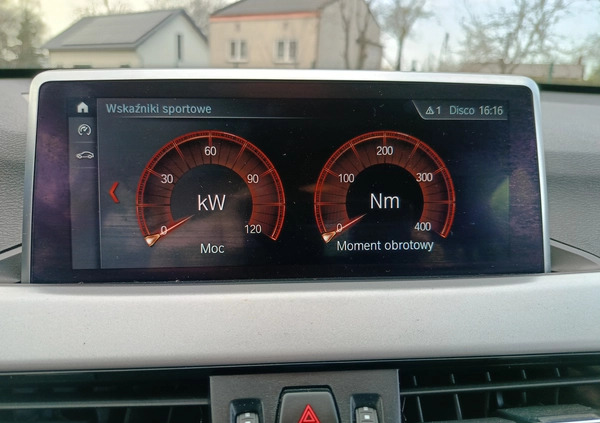 Wskaźniki sportowe
1 Disco 16:16
0 30 60 90 120
kW
Moc
0 100 200 300 400
Nm
Moment obrotowy